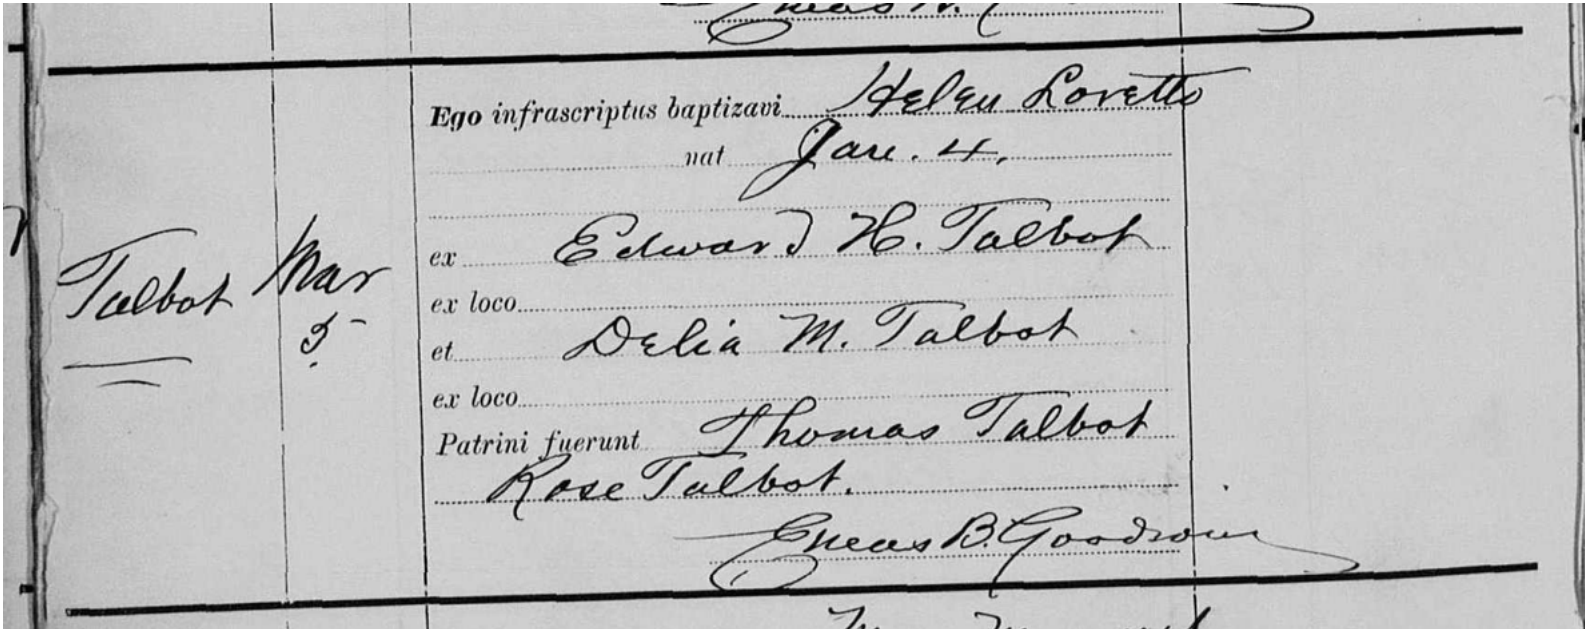 Ego infrascriptus baptizavi Helen Loretto
nat Jan. 4.
ex Edward H. Talbot
Talbot Mar
5
ex loco
et Delia M. Talbot
ex loco
Patrini fuerunt Thomas Talbot
Rose Talbot.
Eneas B. Goodwin